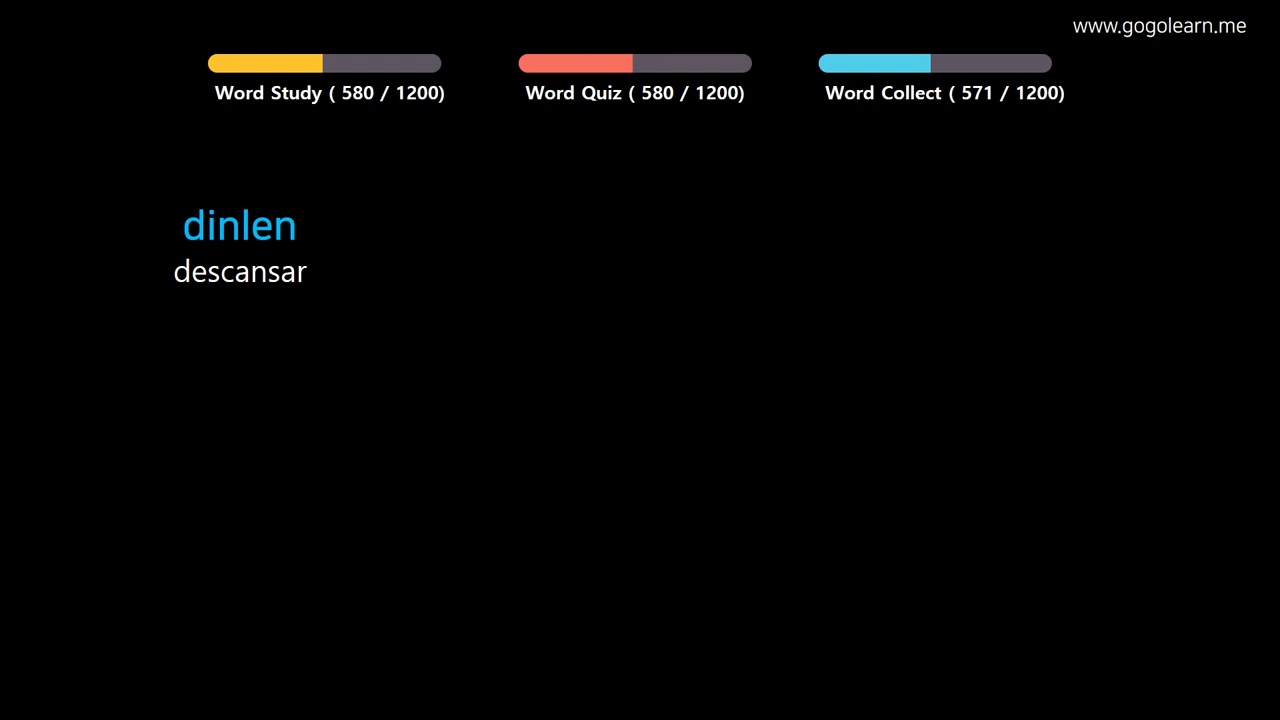 www.gogolearn.me
Word Study ( 580 / 1200)
Word Quiz ( 580 / 1200)
Word Collect ( 571 / 1200)
dinlen
descansar